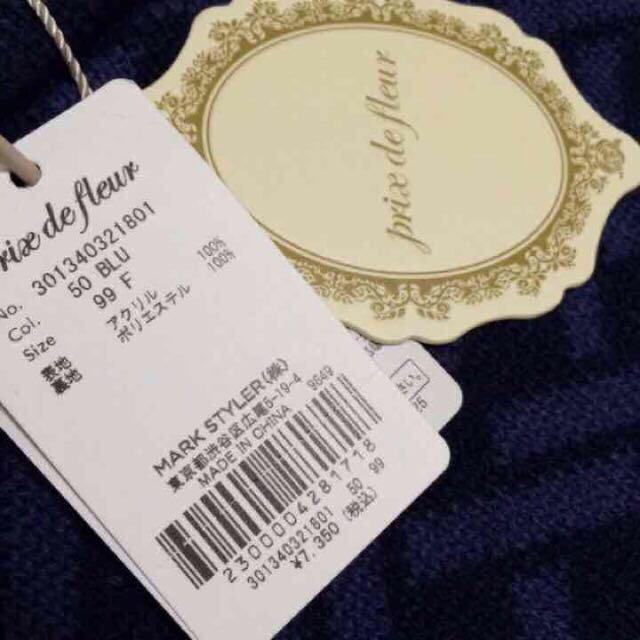 prix de fleur
prix de fleur
No. 301340321801
Col. 50 BLU
Size 99 F
表地 アクリル 100%
裏地 ポリエステル 100%
MARK STYLER(株)
東京都渋谷区広尾5-19-4
MADE IN CHINA 9049
2300004281778
301340321801 50 99
¥7,350 (税込)